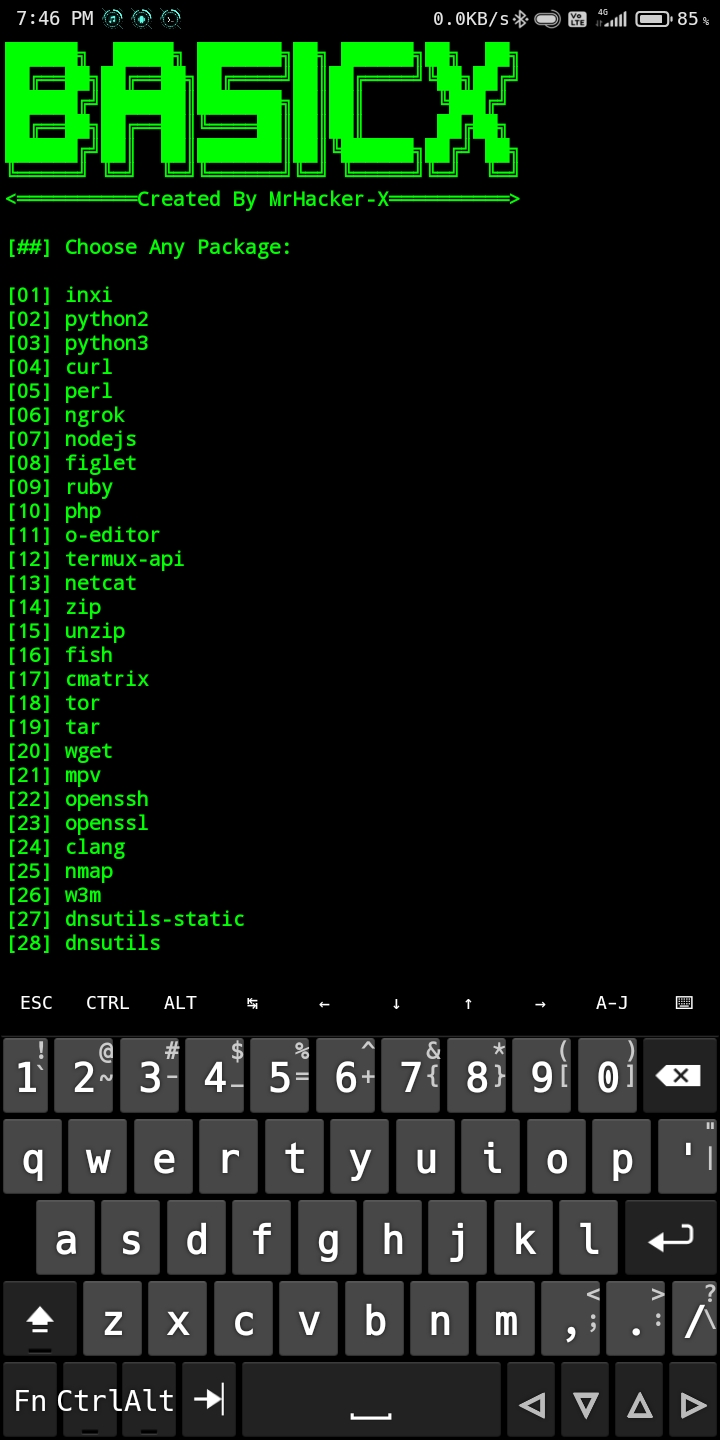 7:46 PM 0.0KB/s Vo LTE 4G 85 %
BASICX
<══════════Created By MrHacker-X══════════>
[##] Choose Any Package:
[01] inxi
[02] python2
[03] python3
[04] curl
[05] perl
[06] ngrok
[07] nodejs
[08] figlet
[09] ruby
[10] php
[11] o-editor
[12] termux-api
[13] netcat
[14] zip
[15] unzip
[16] fish
[17] cmatrix
[18] tor
[19] tar
[20] wget
[21] mpv
[22] openssh
[23] openssl
[24] clang
[25] nmap
[26] w3m
[27] dnsutils-static
[28] dnsutils
ESC CTRL ALT ↹ ← ↓ ↑ → A-J ⌨
1 ! ` 2 @ ~ 3 # - 4 $ _ 5 % = 6 ^ + 7 & { 8 * } 9 ( [ 0 ) ]
q w e r t y u i o p ' " |
a s d f g h j k l
z x c v b n m , < ; . > : / ? \
Fn Ctrl Alt